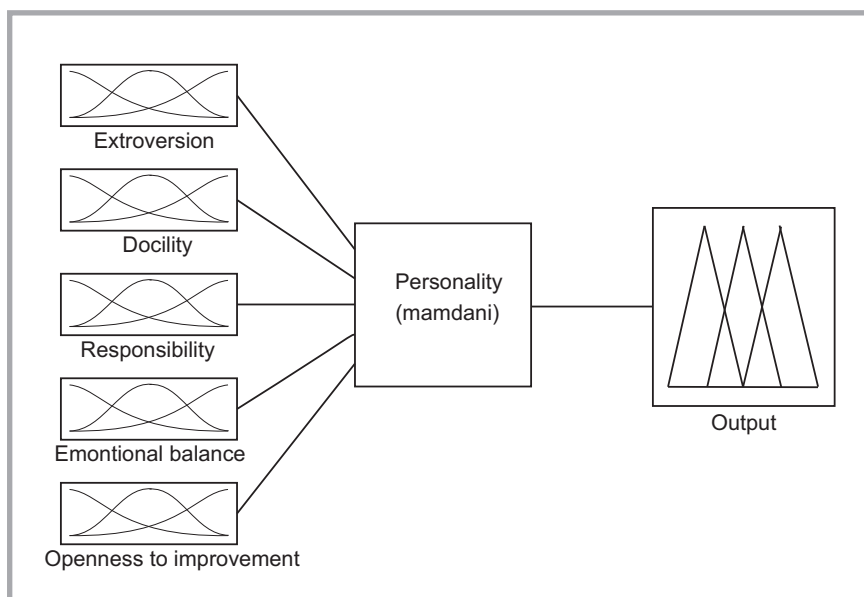 Extroversion
Docility
Responsibility
Emontional balance
Openness to improvement
Personality
(mamdani)
Output